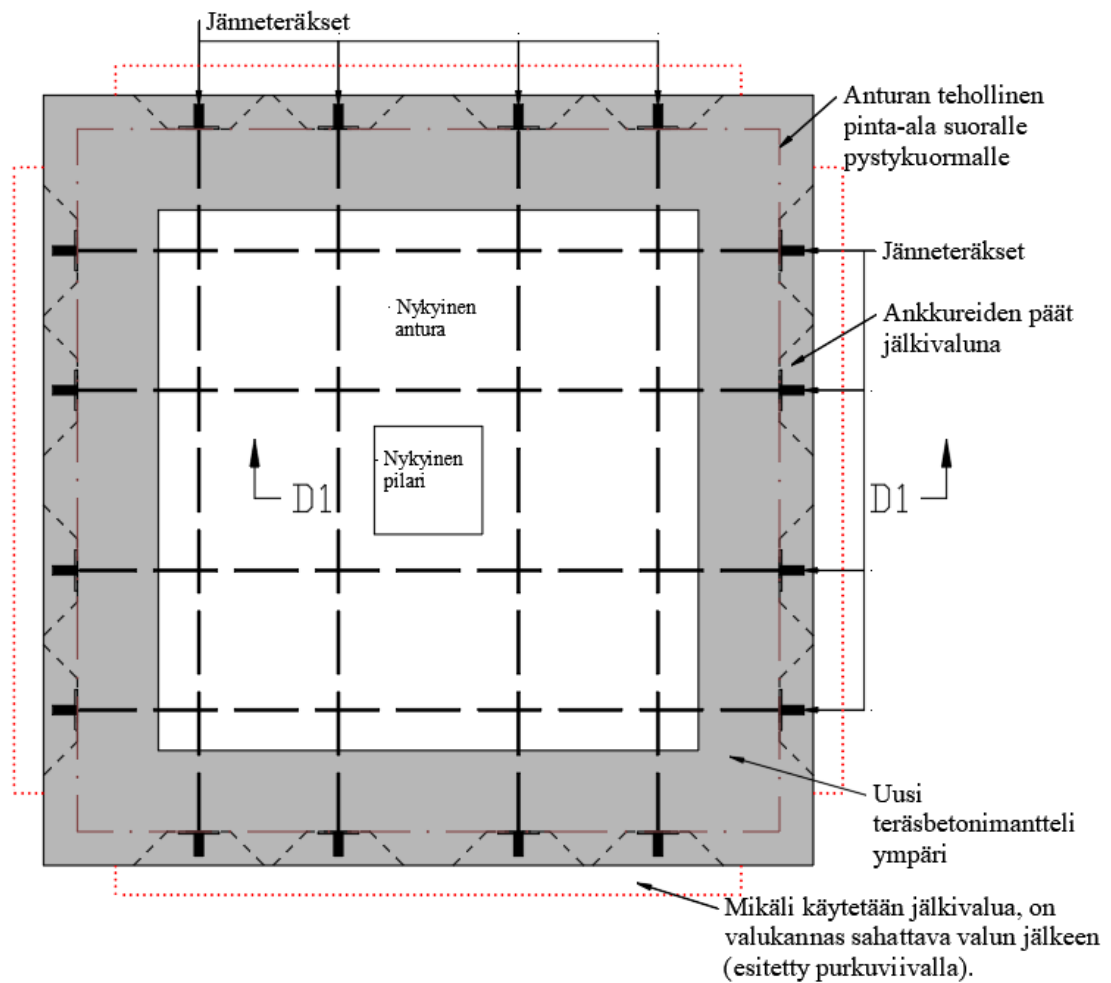 Jänneteräkset
Anturan tehollinen
pinta-ala suoralle
pystykuormalle
Jänneteräkset
Nykyinen
antura
Ankkureiden päät
jälkivaluna
Nykyinen
pilari
D1
D1
Uusi
teräsbetonimantteli
ympäri
Mikäli käytetään jälkivalua, on
valukannas sahattava valun jälkeen
(esitetty purkuviivalla).